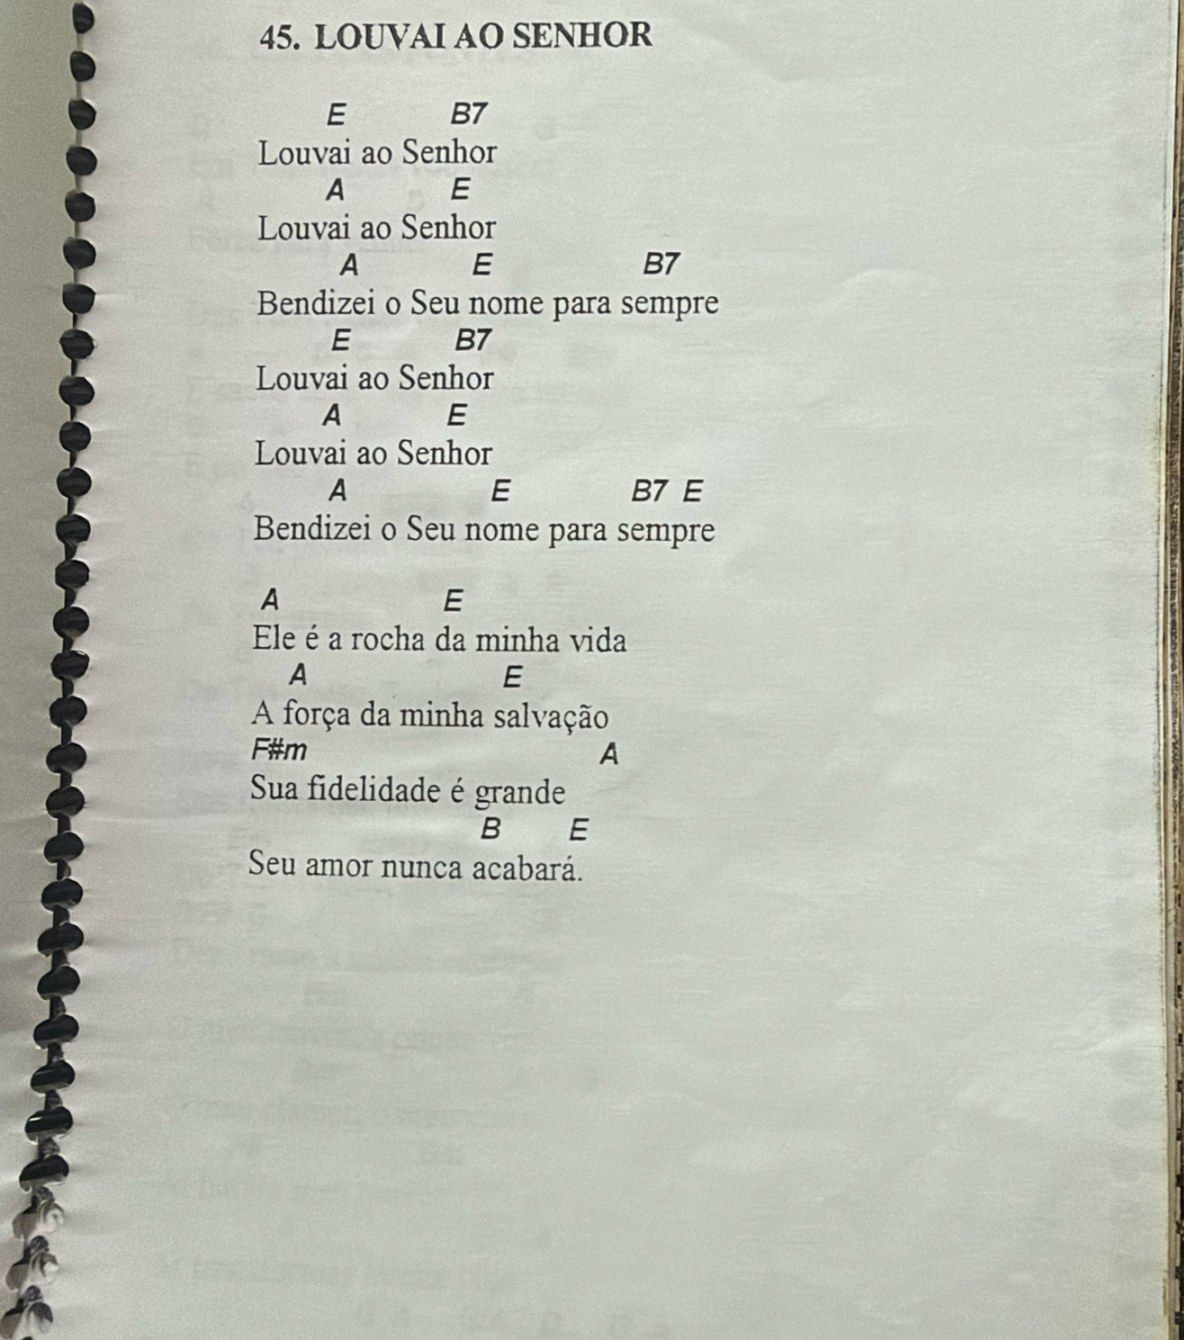 45. LOUVAI AO SENHOR
E B7
Louvai ao Senhor
A E
Louvai ao Senhor
A E B7
Bendizei o Seu nome para sempre
E B7
Louvai ao Senhor
A E
Louvai ao Senhor
A E B7 E
Bendizei o Seu nome para sempre
A E
Ele é a rocha da minha vida
A E
A força da minha salvação
F#m A
Sua fidelidade é grande
B E
Seu amor nunca acabará.